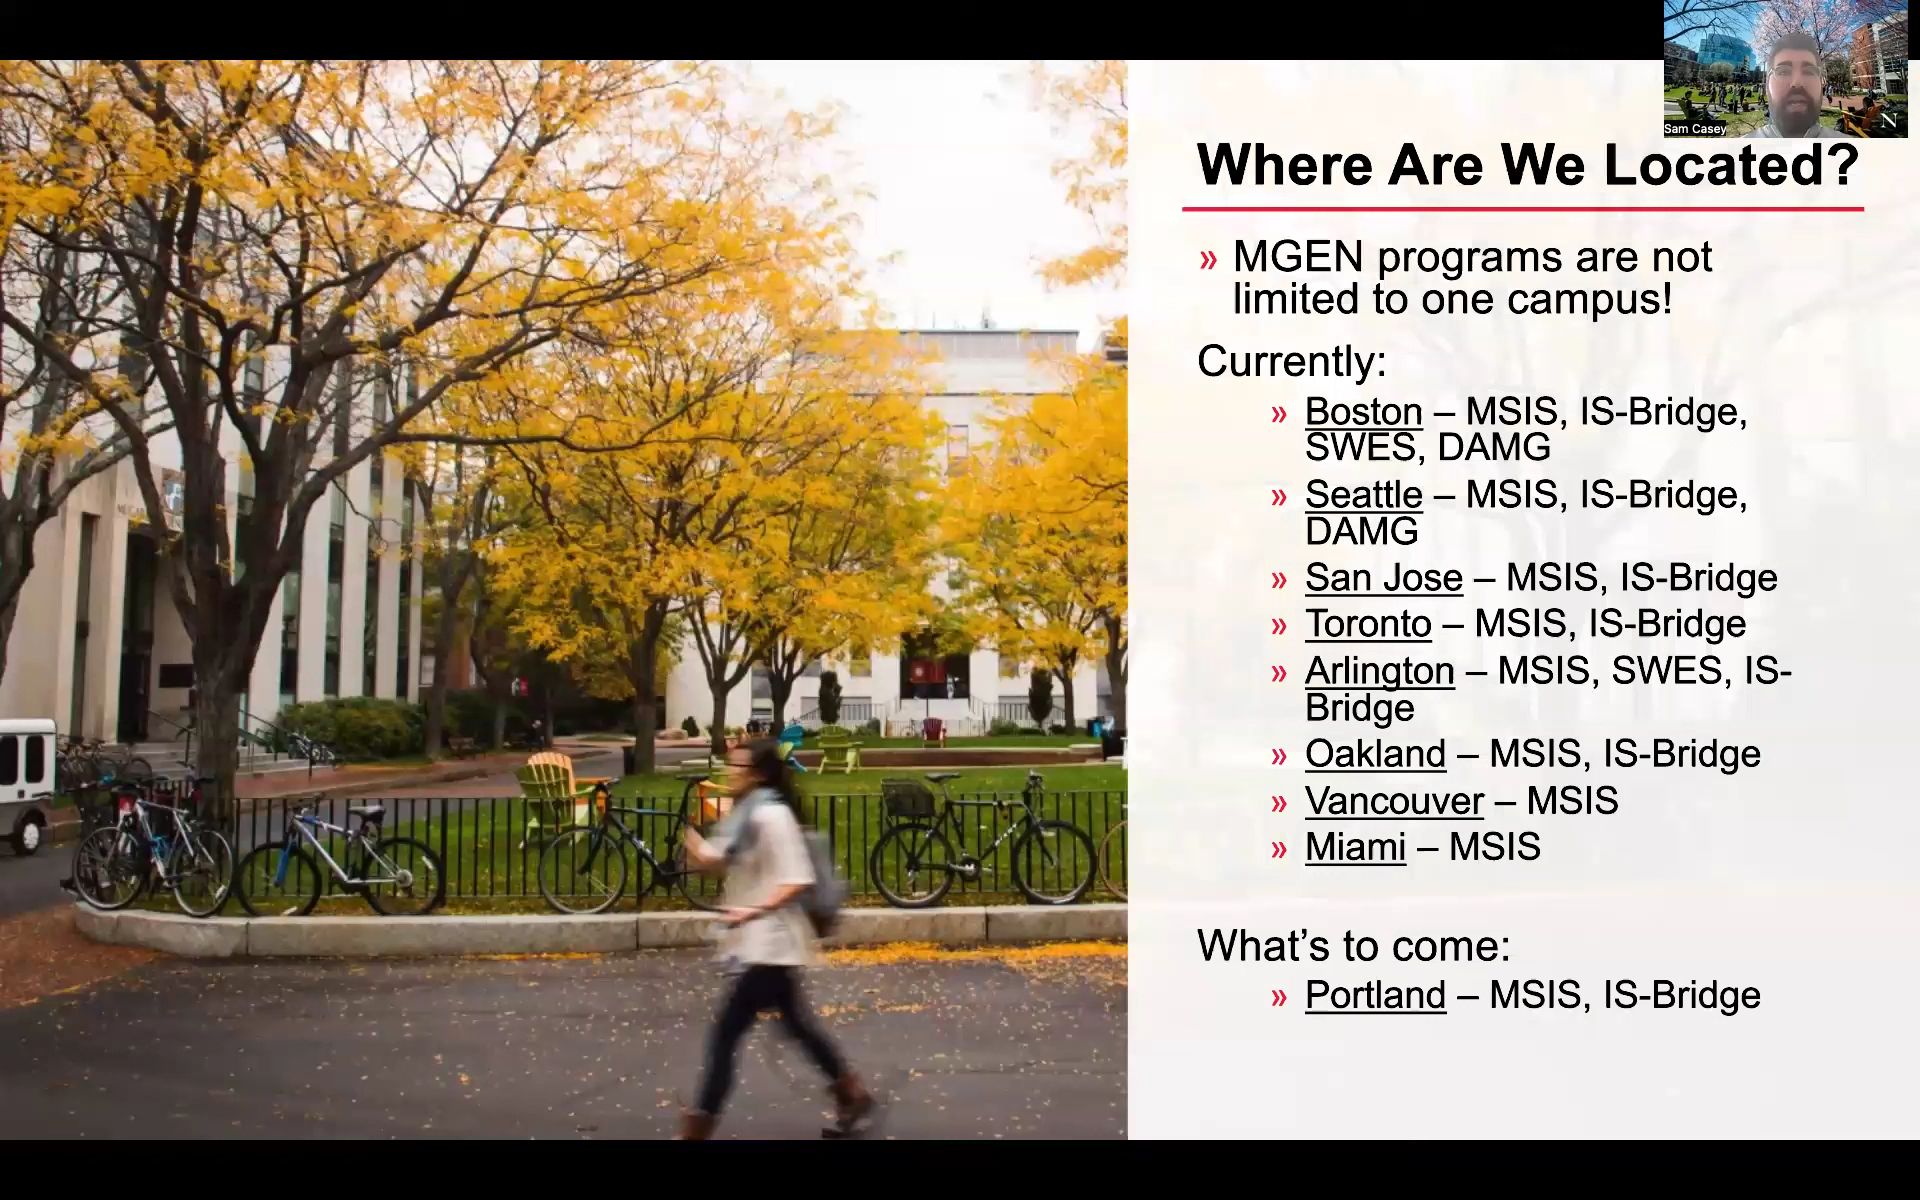 Sam Casey
N
Where Are We Located?
» MGEN programs are not
limited to one campus!
Currently:
» Boston – MSIS, IS-Bridge,
SWES, DAMG
» Seattle – MSIS, IS-Bridge,
DAMG
» San Jose – MSIS, IS-Bridge
» Toronto – MSIS, IS-Bridge
» Arlington – MSIS, SWES, IS-
Bridge
» Oakland – MSIS, IS-Bridge
» Vancouver – MSIS
» Miami – MSIS
What’s to come:
» Portland – MSIS, IS-Bridge